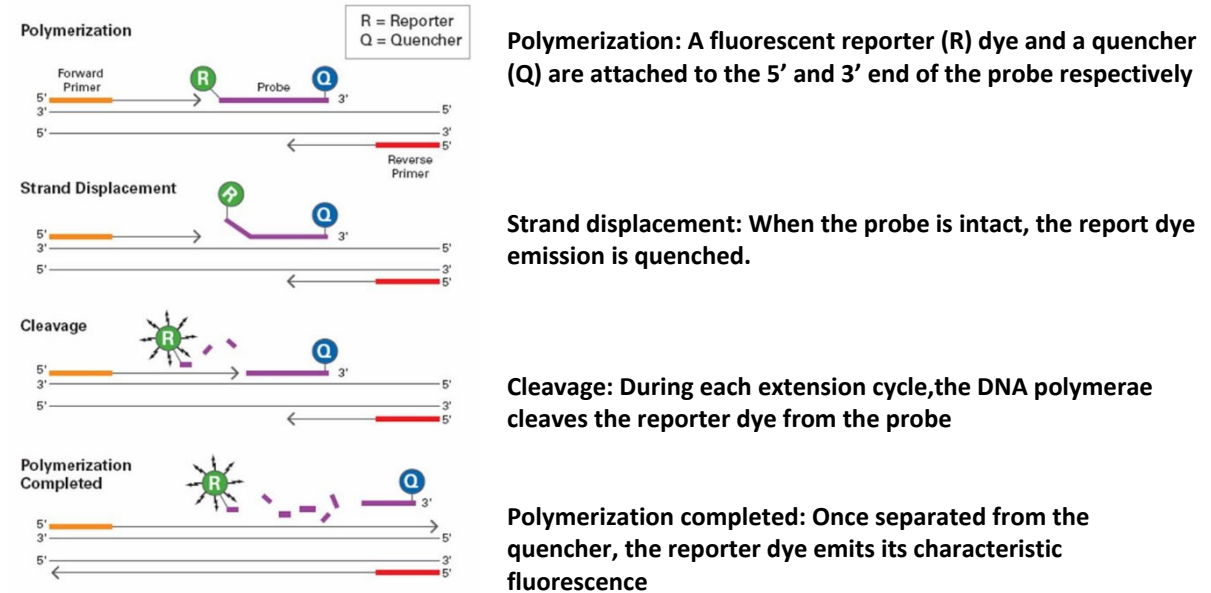 Polymerization
R = Reporter
Q = Quencher
Forward
Primer
R
Probe
Q
5'
3'
3'
5'
5'
3'
5'
Reverse
Primer
Polymerization: A fluorescent reporter (R) dye and a quencher
(Q) are attached to the 5’ and 3’ end of the probe respectively
Strand Displacement
R
Q
5'
3'
3'
5'
5'
3'
5'
Strand displacement: When the probe is intact, the report dye
emission is quenched.
Cleavage
R
Q
5'
3'
3'
5'
5'
3'
5'
Cleavage: During each extension cycle,the DNA polymerae
cleaves the reporter dye from the probe
Polymerization
Completed
R
Q
3'
5'
3'
5'
5'
3'
5'
Polymerization completed: Once separated from the
quencher, the reporter dye emits its characteristic
fluorescence